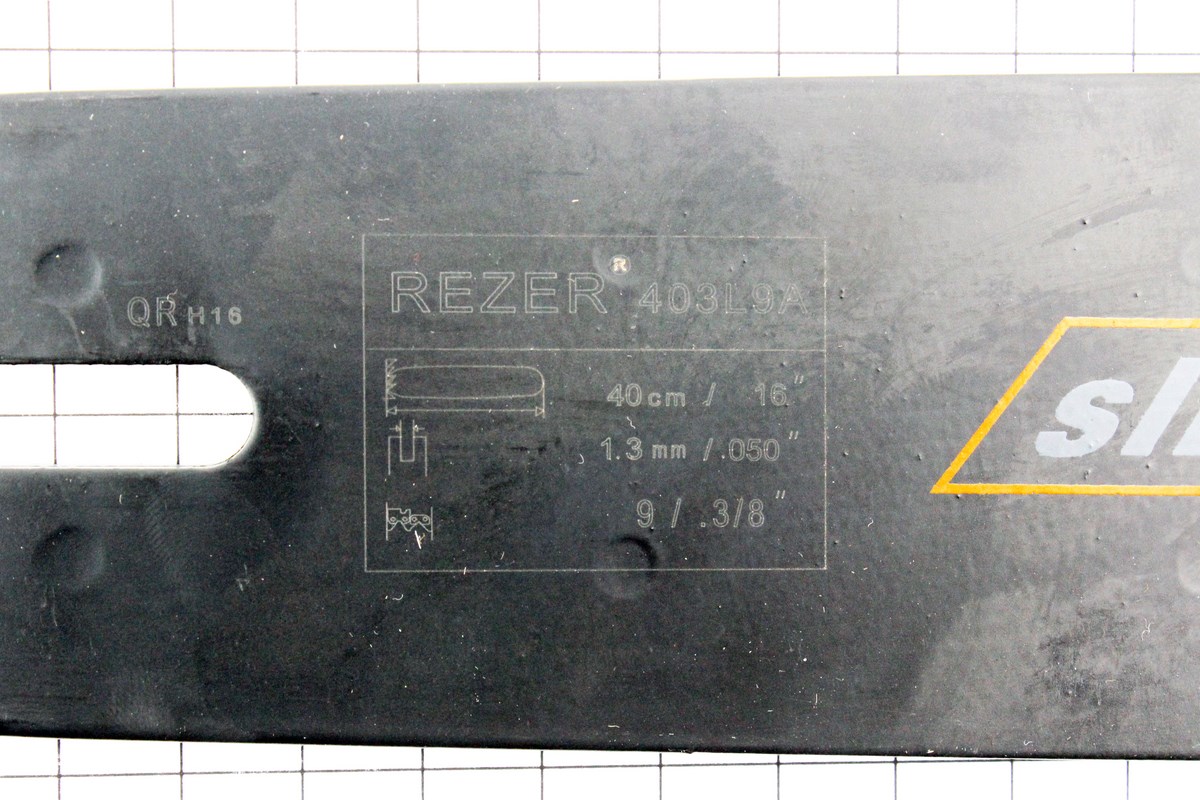 QR H16
REZER® 403L9A
40cm / 16"
1.3 mm / .050"
9 / .3/8"